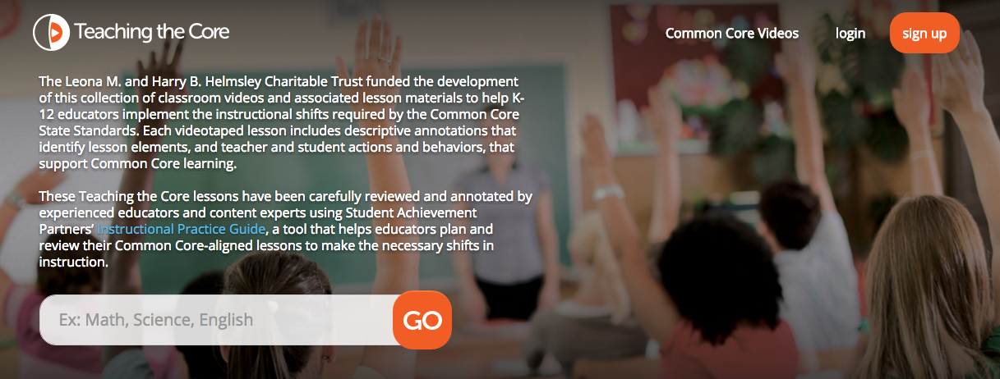 Teaching the Core
Common Core Videos
login
sign up
The Leona M. and Harry B. Helmsley Charitable Trust funded the development
of this collection of classroom videos and associated lesson materials to help K-
12 educators implement the instructional shifts required by the Common Core
State Standards. Each videotaped lesson includes descriptive annotations that
identify lesson elements, and teacher and student actions and behaviors, that
support Common Core learning.
These Teaching the Core lessons have been carefully reviewed and annotated by
experienced educators and content experts using Student Achievement
Partners’ Instructional Practice Guide, a tool that helps educators plan and
review their Common Core-aligned lessons to make the necessary shifts in
instruction.
Ex: Math, Science, English
GO